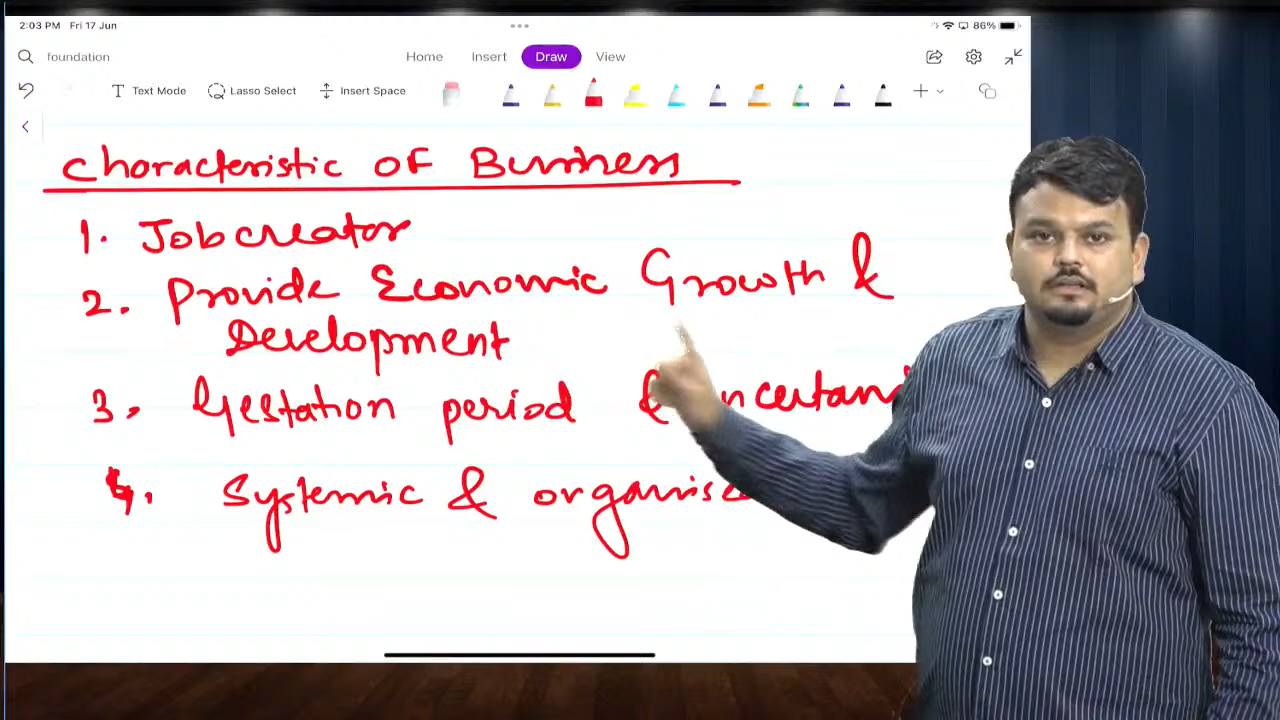 2:03 PM Fri 17 Jun
86%
foundation
Home Insert Draw View
Text Mode Lasso Select Insert Space
Characteristic of Business
1. Job creator
2. Provide Economic Growth &
Development
3. Gestation period &
4. Systemic &